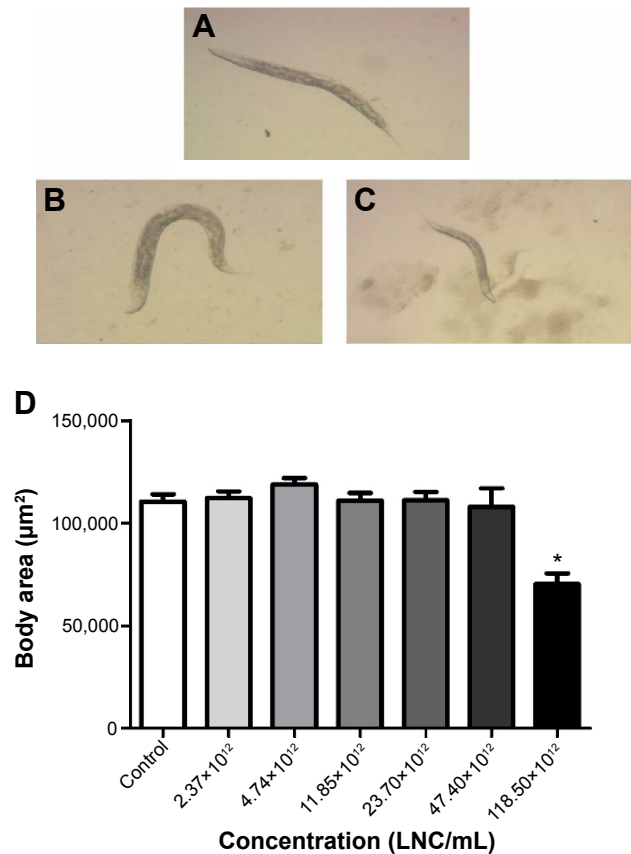 A
B
C
D
150,000
100,000
50,000
0
Body area (µm²)
*
Control
2.37×10¹²
4.74×10¹²
11.85×10¹²
23.70×10¹²
47.40×10¹²
118.50×10¹²
Concentration (LNC/mL)